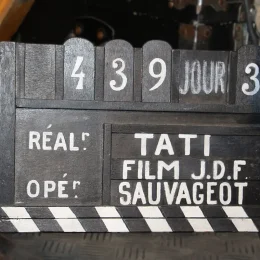 4 3 9 JOUR 3
RÉALr TATI
FILM J.D.F.
OPÉr SAUVAGEOT